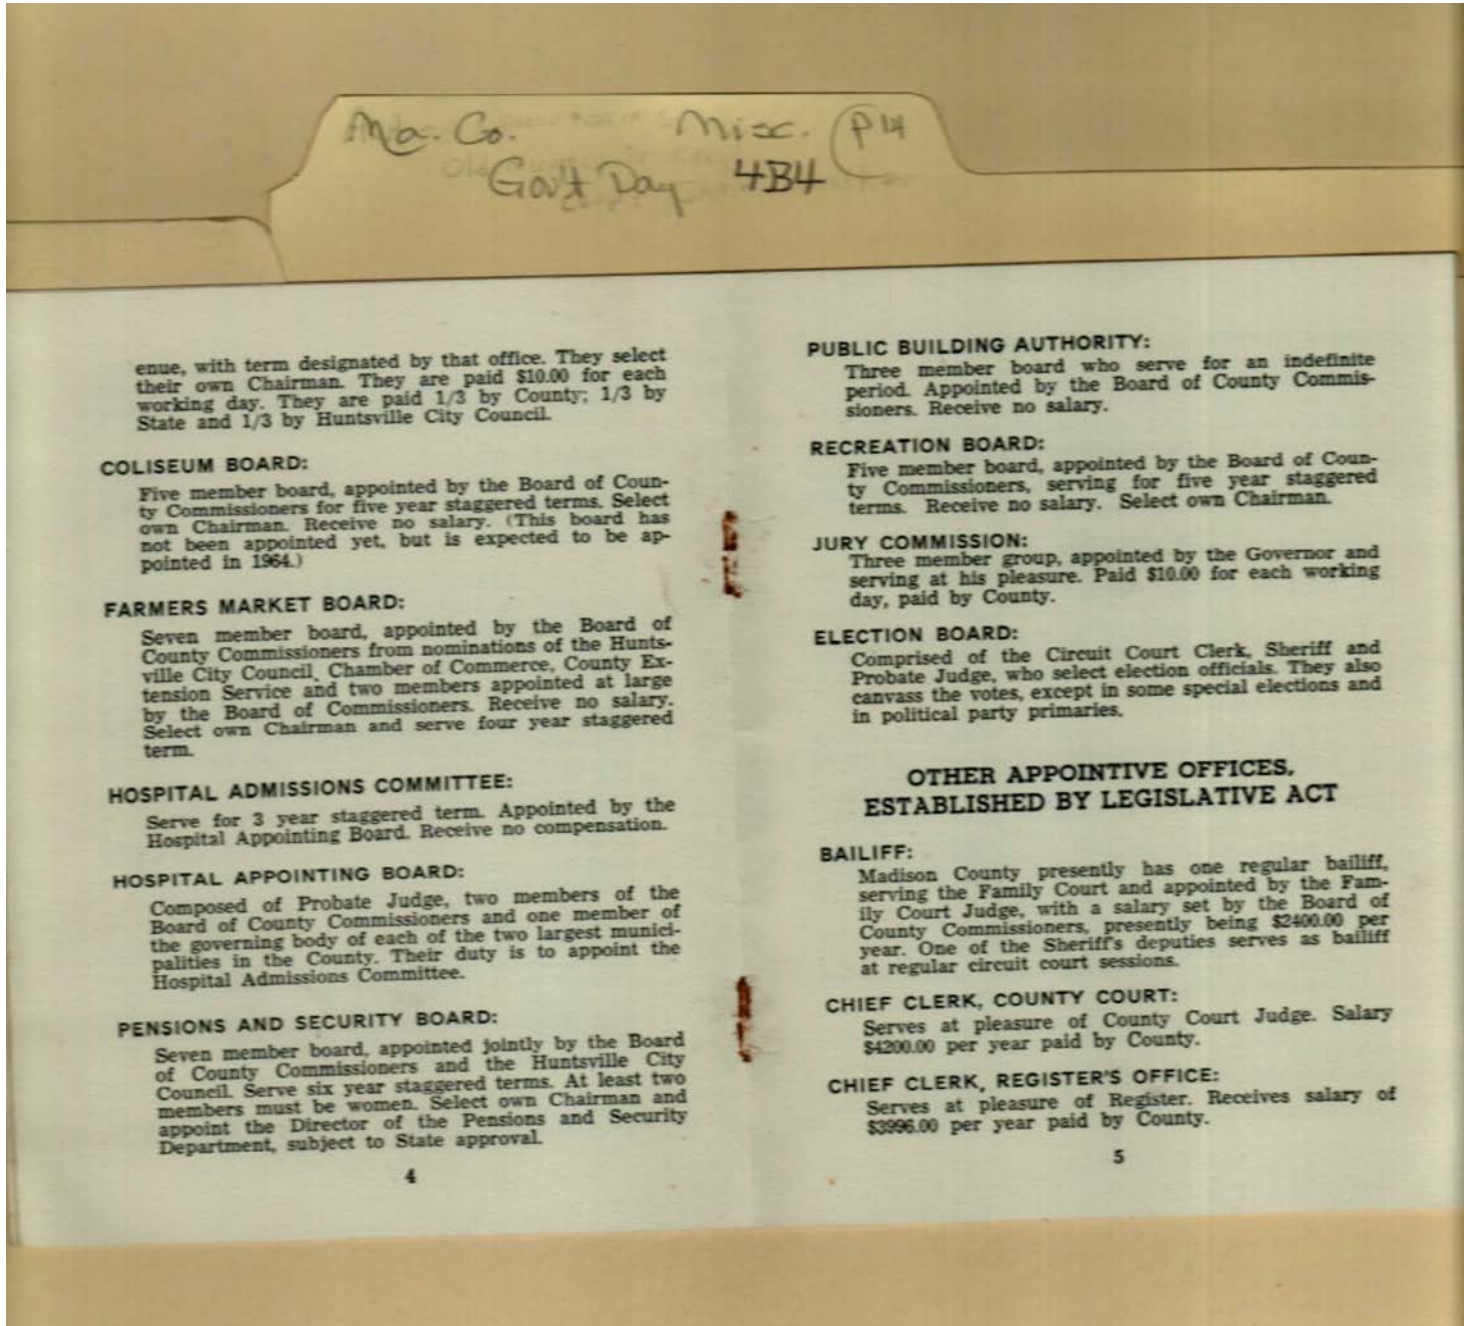 Ma. Co. Misc. P14
Gov't Day 4B4
enue, with term designated by that office. They select
their own Chairman. They are paid $10.00 for each
working day. They are paid 1/3 by County; 1/3 by
State and 1/3 by Huntsville City Council.
COLISEUM BOARD:
Five member board, appointed by the Board of Coun-
ty Commissioners for five year staggered terms. Select
own Chairman. Receive no salary. (This board has
not been appointed yet, but is expected to be ap-
pointed in 1964.)
FARMERS MARKET BOARD:
Seven member board, appointed by the Board of
County Commissioners from nominations of the Hunts-
ville City Council, Chamber of Commerce, County Ex-
tension Service and two members appointed at large
by the Board of Commissioners. Receive no salary.
Select own Chairman and serve four year staggered
term.
HOSPITAL ADMISSIONS COMMITTEE:
Serve for 3 year staggered term. Appointed by the
Hospital Appointing Board. Receive no compensation.
HOSPITAL APPOINTING BOARD:
Composed of Probate Judge, two members of the
Board of County Commissioners and one member of
the governing body of each of the two largest munici-
palities in the County. Their duty is to appoint the
Hospital Admissions Committee.
PENSIONS AND SECURITY BOARD:
Seven member board, appointed jointly by the Board
of County Commissioners and the Huntsville City
Council. Serve six year staggered terms. At least two
members must be women. Select own Chairman and
appoint the Director of the Pensions and Security
Department, subject to State approval.
4
PUBLIC BUILDING AUTHORITY:
Three member board who serve for an indefinite
period. Appointed by the Board of County Commis-
sioners. Receive no salary.
RECREATION BOARD:
Five member board, appointed by the Board of Coun-
ty Commissioners, serving for five year staggered
terms. Receive no salary. Select own Chairman.
JURY COMMISSION:
Three member group, appointed by the Governor and
serving at his pleasure. Paid $10.00 for each working
day, paid by County.
ELECTION BOARD:
Comprised of the Circuit Court Clerk, Sheriff and
Probate Judge, who select election officials. They also
canvass the votes, except in some special elections and
in political party primaries.
OTHER APPOINTIVE OFFICES,
ESTABLISHED BY LEGISLATIVE ACT
BAILIFF:
Madison County presently has one regular bailiff,
serving the Family Court and appointed by the Fam-
ily Court Judge, with a salary set by the Board of
County Commissioners, presently being $2400.00 per
year. One of the Sheriff's deputies serves as bailiff
at regular circuit court sessions.
CHIEF CLERK, COUNTY COURT:
Serves at pleasure of County Court Judge. Salary
$4200.00 per year paid by County.
CHIEF CLERK, REGISTER'S OFFICE:
Serves at pleasure of Register. Receives salary of
$3996.00 per year paid by County.
5